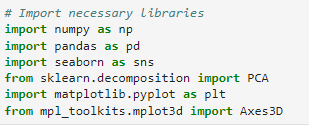 # Import necessary libraries
import numpy as np
import pandas as pd
import seaborn as sns
from sklearn.decomposition import PCA
import matplotlib.pyplot as plt
from mpl_toolkits.mplot3d import Axes3D